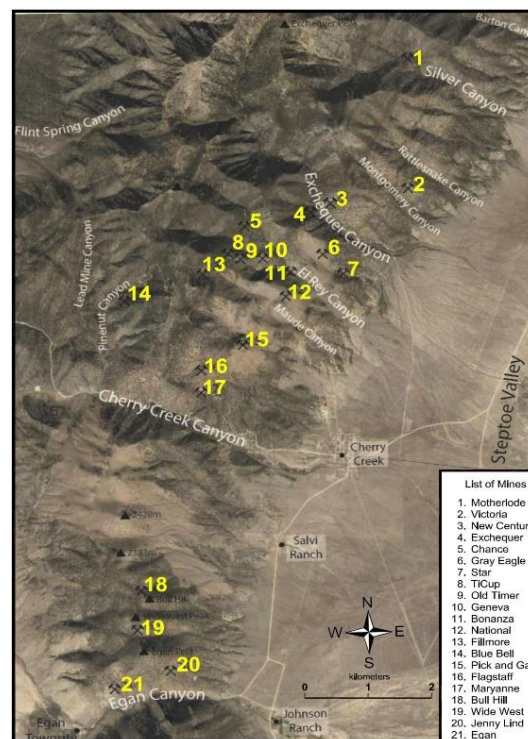 Exchequer Peak
Barton Can
1
Silver Canyon
Flint Spring Canyon
Rattlesnake Canyon
2
Montgomery Canyon
3
4
Exchequer Canyon
5
6
8
9
10
7
13
11
El Rey Canyon
Lead Mine Canyon
14
12
Pinenut Canyon
Maude Canyon
15
16
17
Cherry Creek Canyon
Steptoe Valley
Cherry
Creek
List of Mines
1. Motherlode
2. Victoria
3. New Centur
4. Exchequer
5. Chance
6. Gray Eagle
7. Star
8. TiCup
9. Old Timer
10. Geneva
11. Bonanza
12. National
13. Fillmore
14. Blue Bell
15. Pick and Ga
16. Flagstaff
17. Maryanne
18. Bull Hill
19. Wide West
20. Jenny Lind
21. Egan
2428m
Salvi
Ranch
2383m
18
Bull Hill
19
N
W E
S
kilometers
0 1 2
20
21
Egan Canyon
Johnson
Ranch
Egan